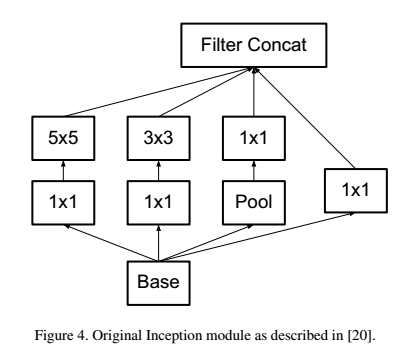 Filter Concat
5x5
3x3
1x1
1x1
1x1
Pool
1x1
Base
Figure 4. Original Inception module as described in [20].